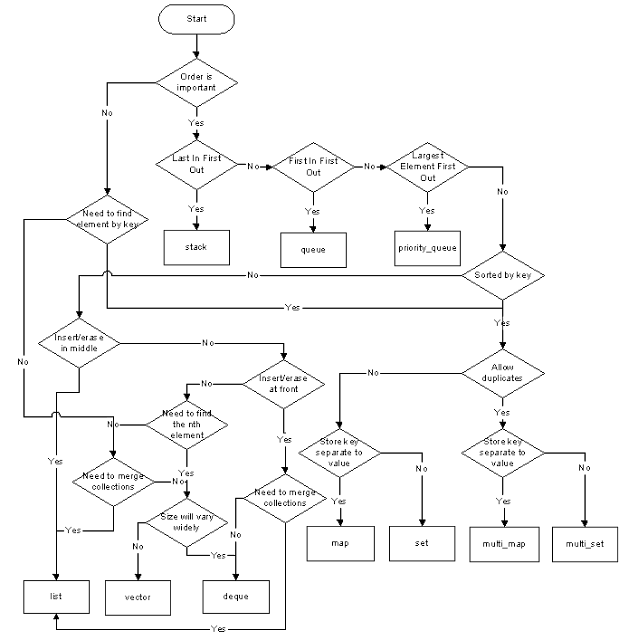 Start
Order is
important
No
Yes
Last In First
Out
No
First In First
Out
No
Largest
Element First
Out
No
Yes
Yes
Yes
Need to find
element by key
stack
queue
priority_queue
Sorted by key
No
Yes
Yes
Insert/erase
in middle
No
Insert/erase
at front
No
Allow
duplicates
No
No
Need to find
the nth
element
No
Yes
Yes
Store key
separate to
value
Store key
separate to
value
Yes
Yes
No
No
Need to merge
collections
No
Need to merge
collections
Yes
Yes
Size will vary
widely
Yes
No
No
Yes
map
set
multi_map
multi_set
list
vector
deque
Yes